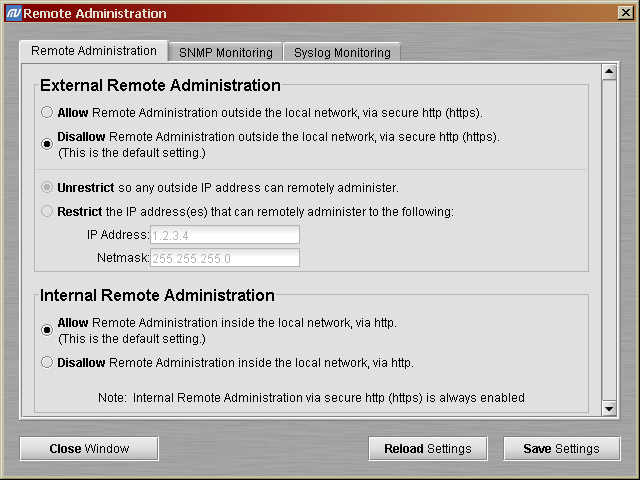 Remote Administration
Remote Administration
SNMP Monitoring
Syslog Monitoring
External Remote Administration
Allow Remote Administration outside the local network, via secure http (https).
Disallow Remote Administration outside the local network, via secure http (https).
(This is the default setting.)
Unrestrict so any outside IP address can remotely administer.
Restrict the IP address(es) that can remotely administer to the following:
IP Address: 1.2.3.4
Netmask: 255.255.255.0
Internal Remote Administration
Allow Remote Administration inside the local network, via http.
(This is the default setting.)
Disallow Remote Administration inside the local network, via http.
Note: Internal Remote Administration via secure http (https) is always enabled
Close Window
Reload Settings
Save Settings